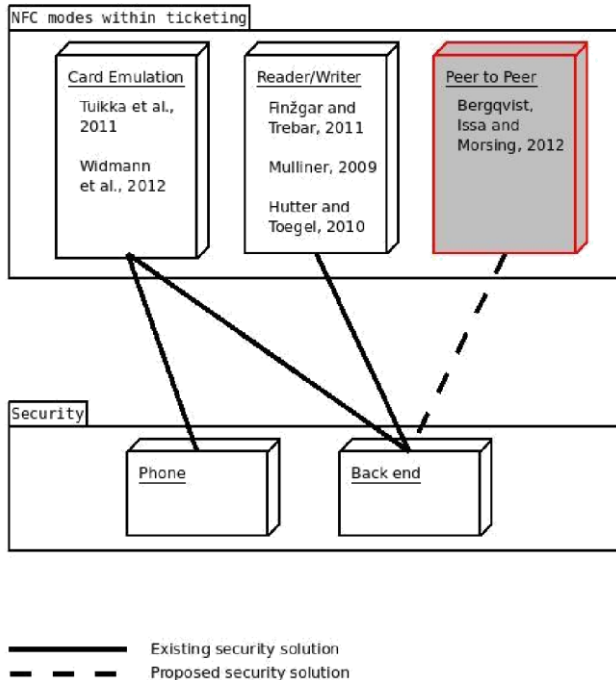 NFC modes within ticketing
Card Emulation
Tuikka et al.,
2011
Widmann
et al., 2012
Reader/Writer
Finžgar and
Trebar, 2011
Mulliner, 2009
Hutter and
Toegel, 2010
Peer to Peer
Bergqvist,
Issa and
Morsing, 2012
Security
Phone
Back end
Existing security solution
Proposed security solution